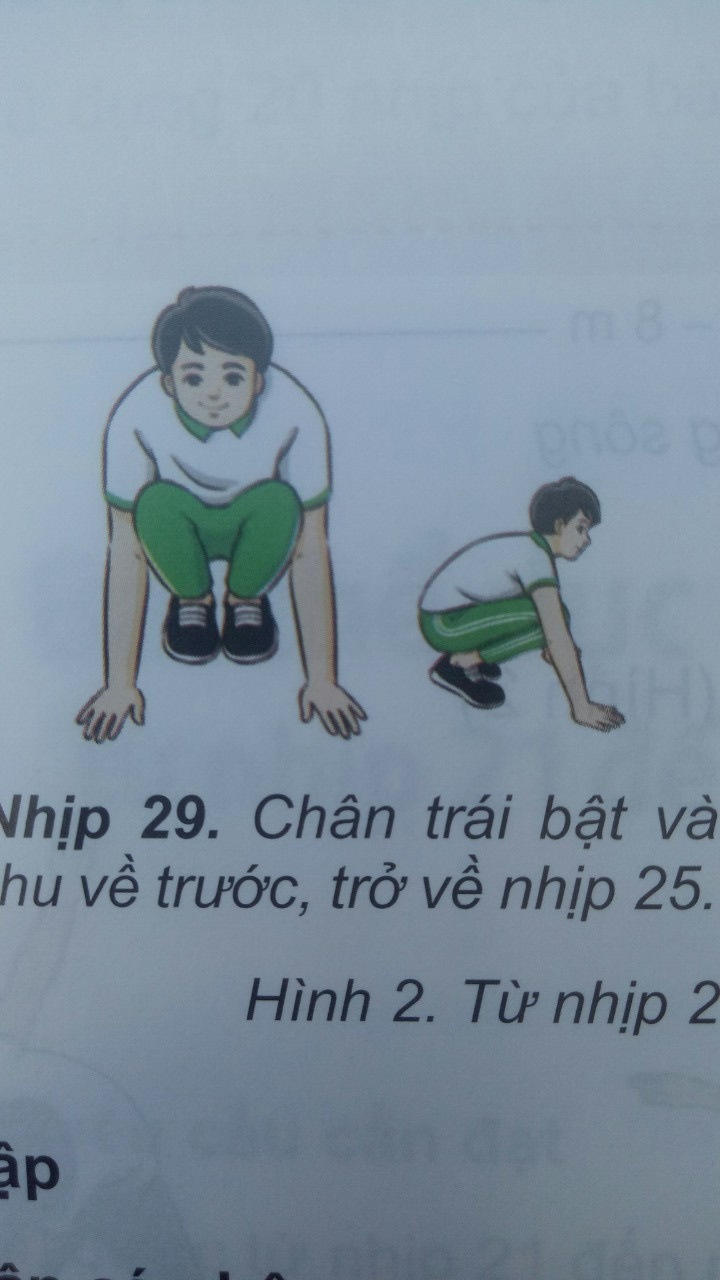 Nhịp 29. Chân trái bật và
hu về trước, trở về nhịp 25.
Hình 2. Từ nhịp 2
ập